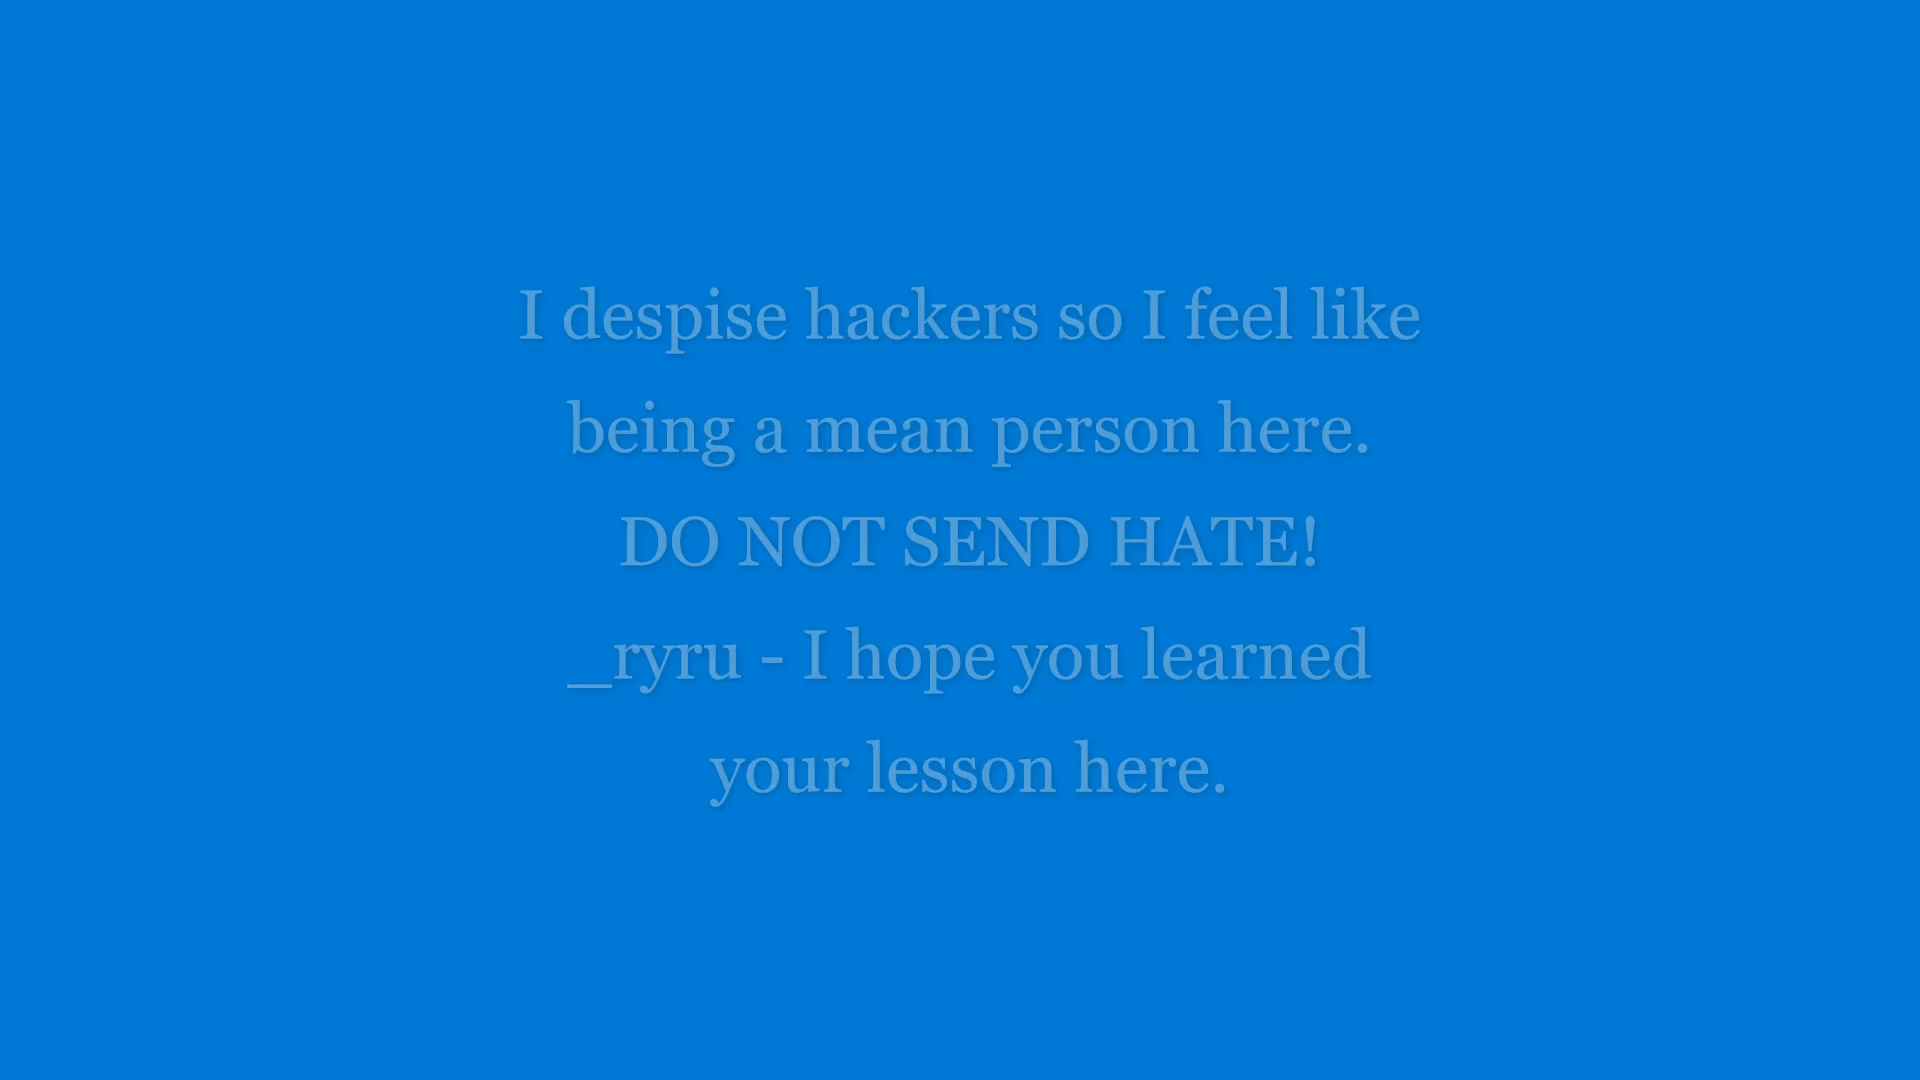 I despise hackers so I feel like
being a mean person here.
DO NOT SEND HATE!
_ryru - I hope you learned
your lesson here.